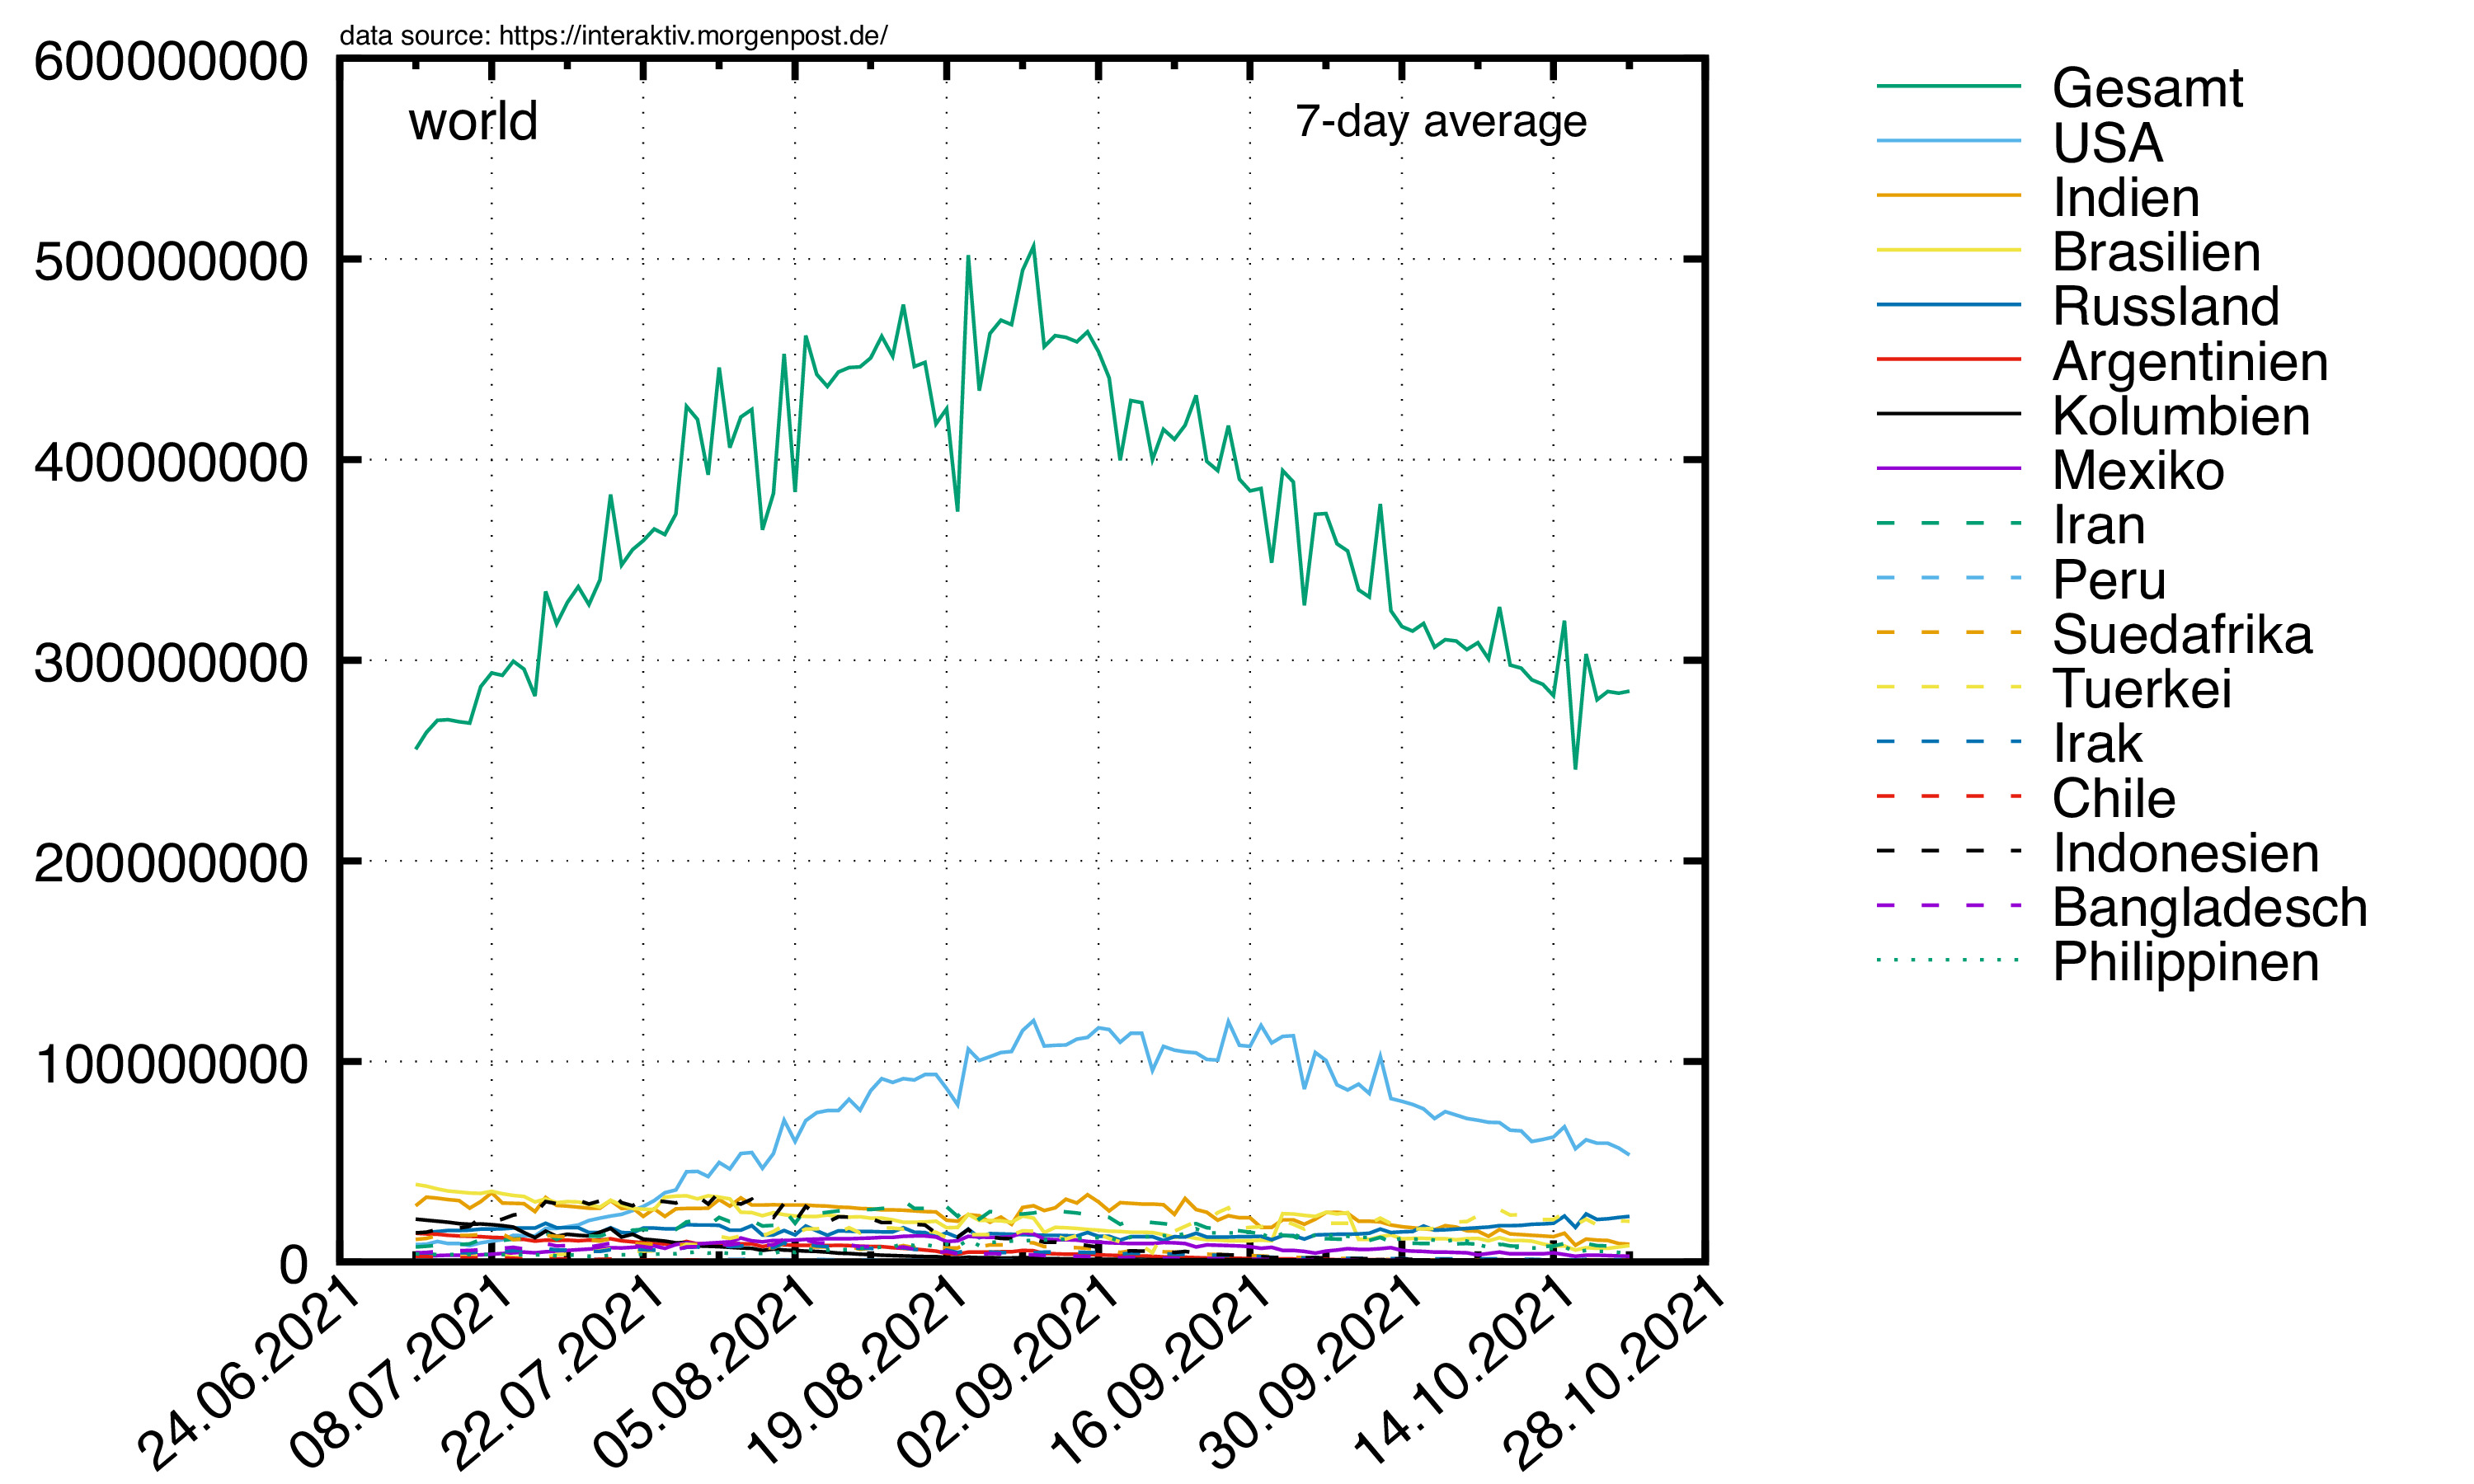 data source: https://interaktiv.morgenpost.de/
600000000
500000000
400000000
300000000
200000000
100000000
0
world
7-day average
24.06.2021
08.07.2021
22.07.2021
05.08.2021
19.08.2021
02.09.2021
16.09.2021
30.09.2021
14.10.2021
28.10.2021
Gesamt
USA
Indien
Brasilien
Russland
Argentinien
Kolumbien
Mexiko
Iran
Peru
Suedafrika
Tuerkei
Irak
Chile
Indonesien
Bangladesch
Philippinen